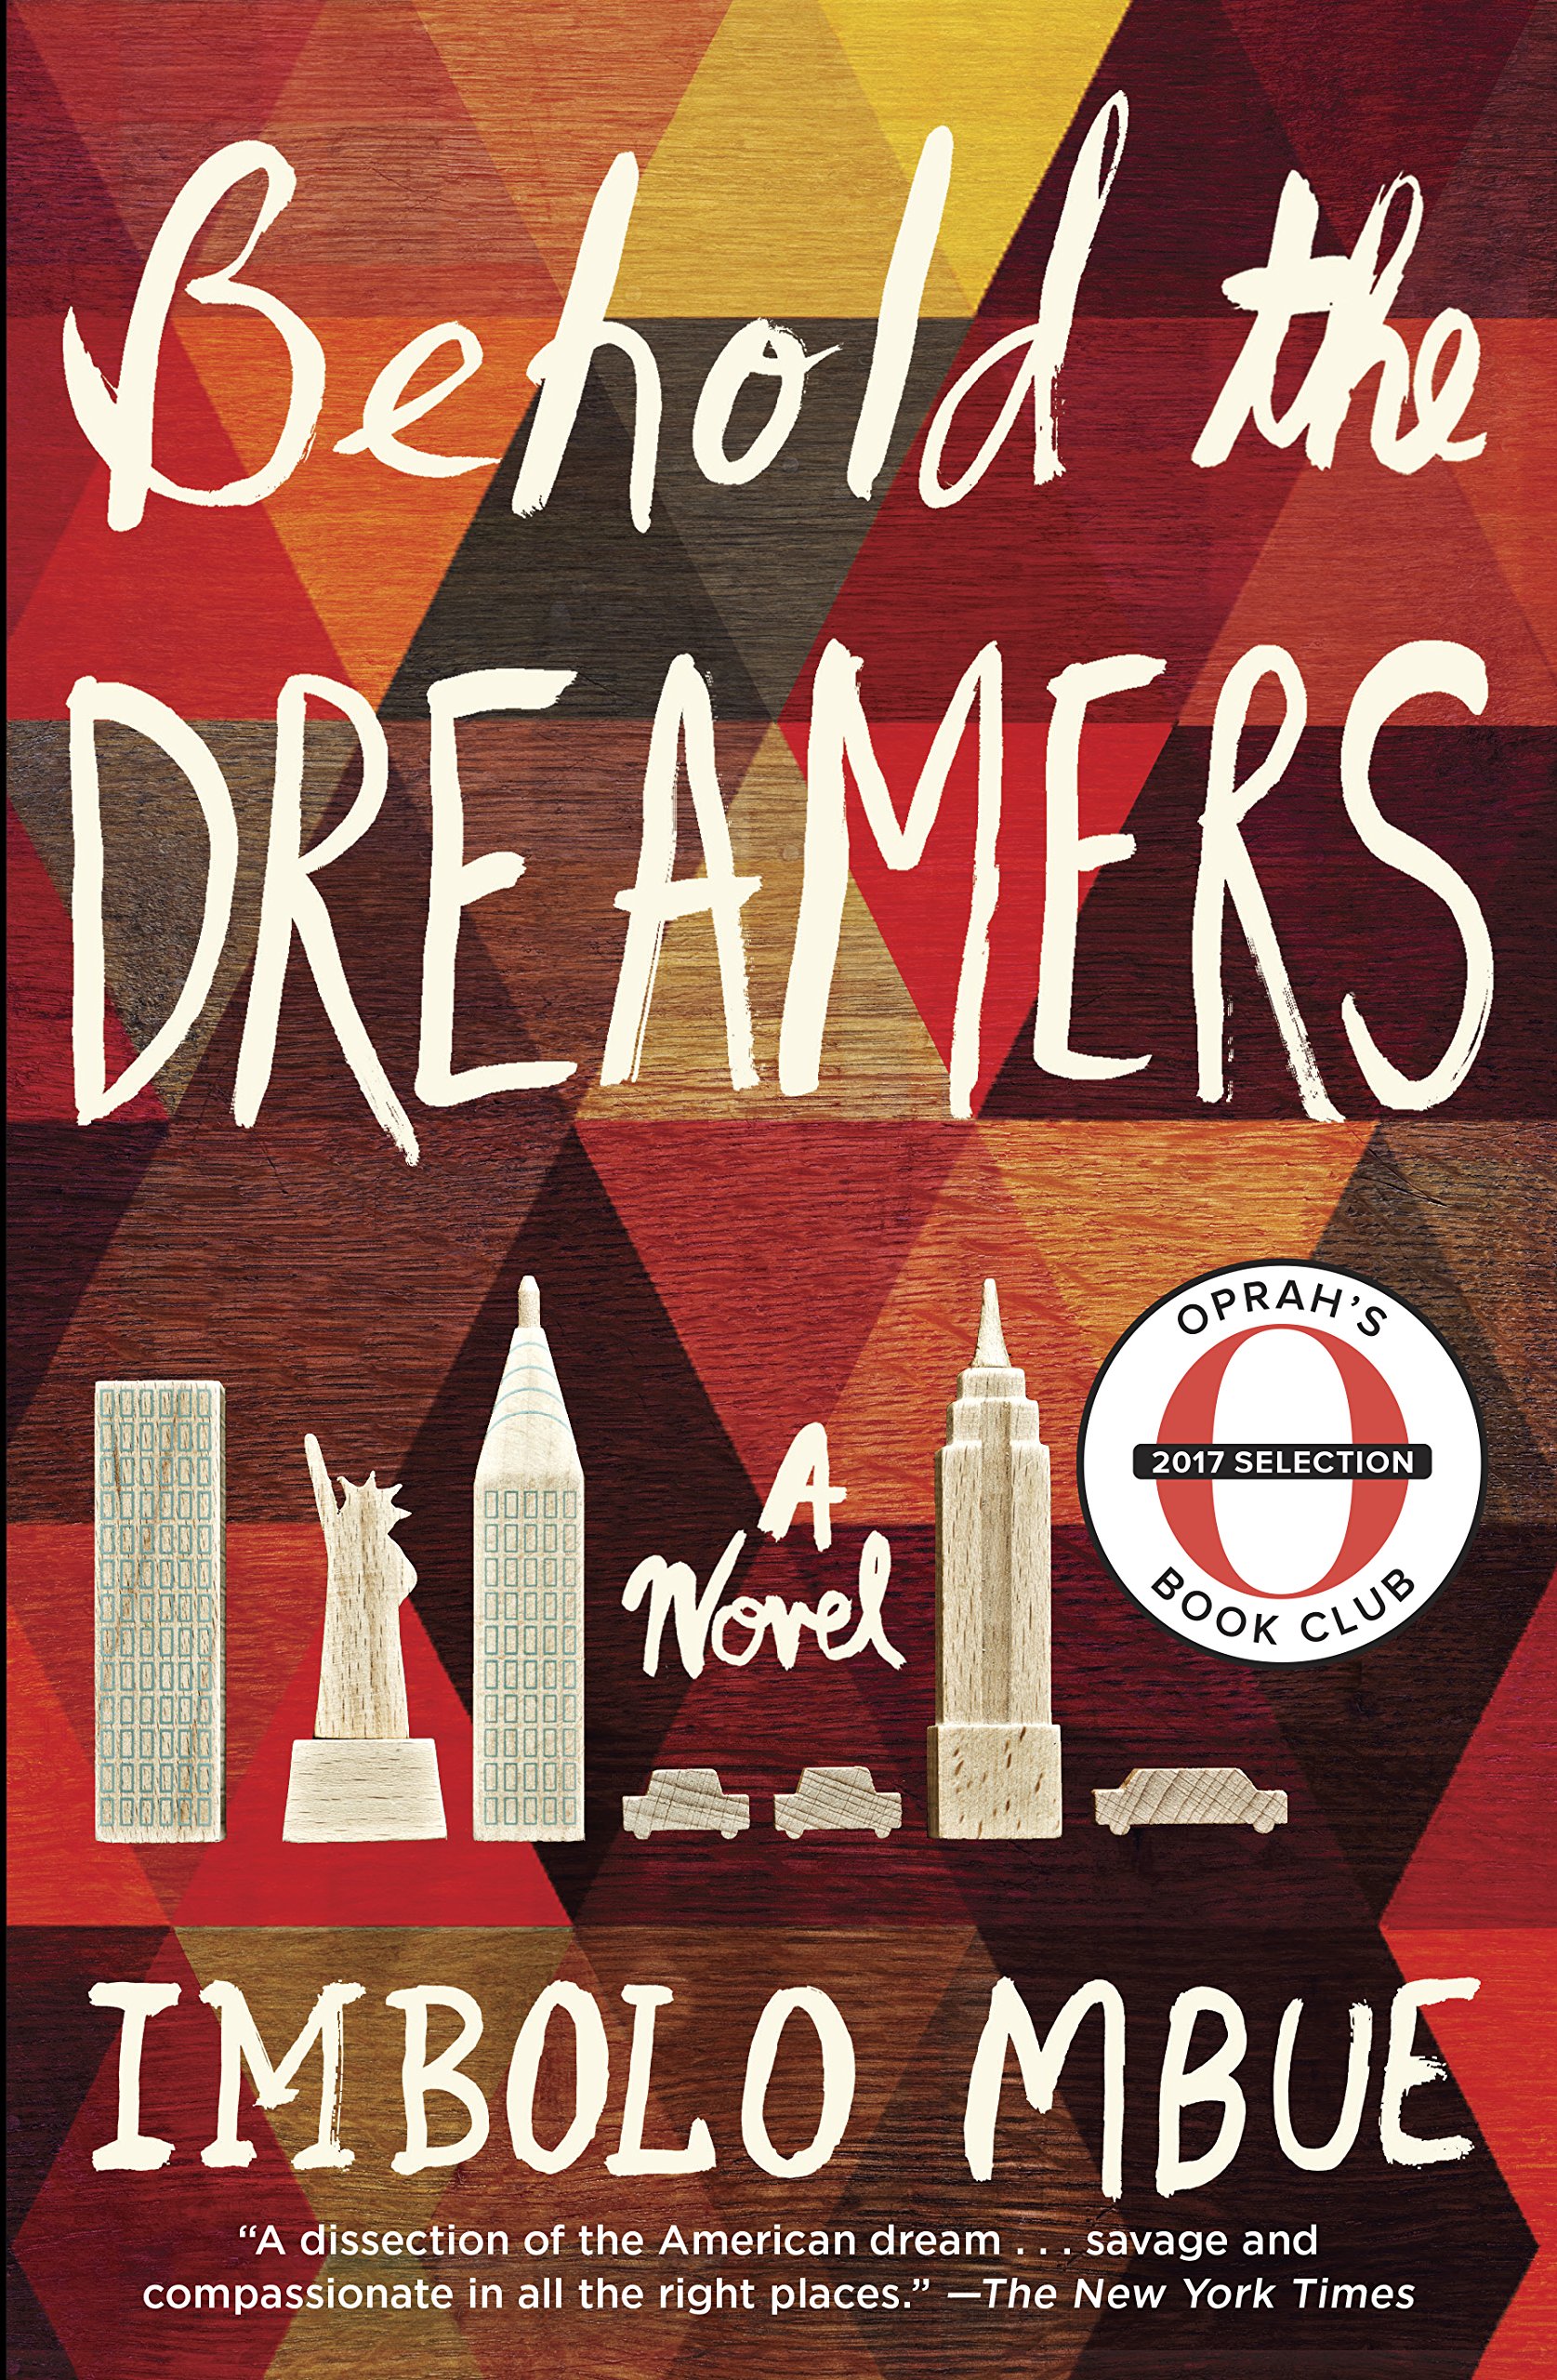 Behold the
DREAMERS
A
Novel
OPRAH'S
O
2017 SELECTION
BOOK CLUB
IMBOLO MBUE
“A dissection of the American dream . . . savage and
compassionate in all the right places.” —The New York Times